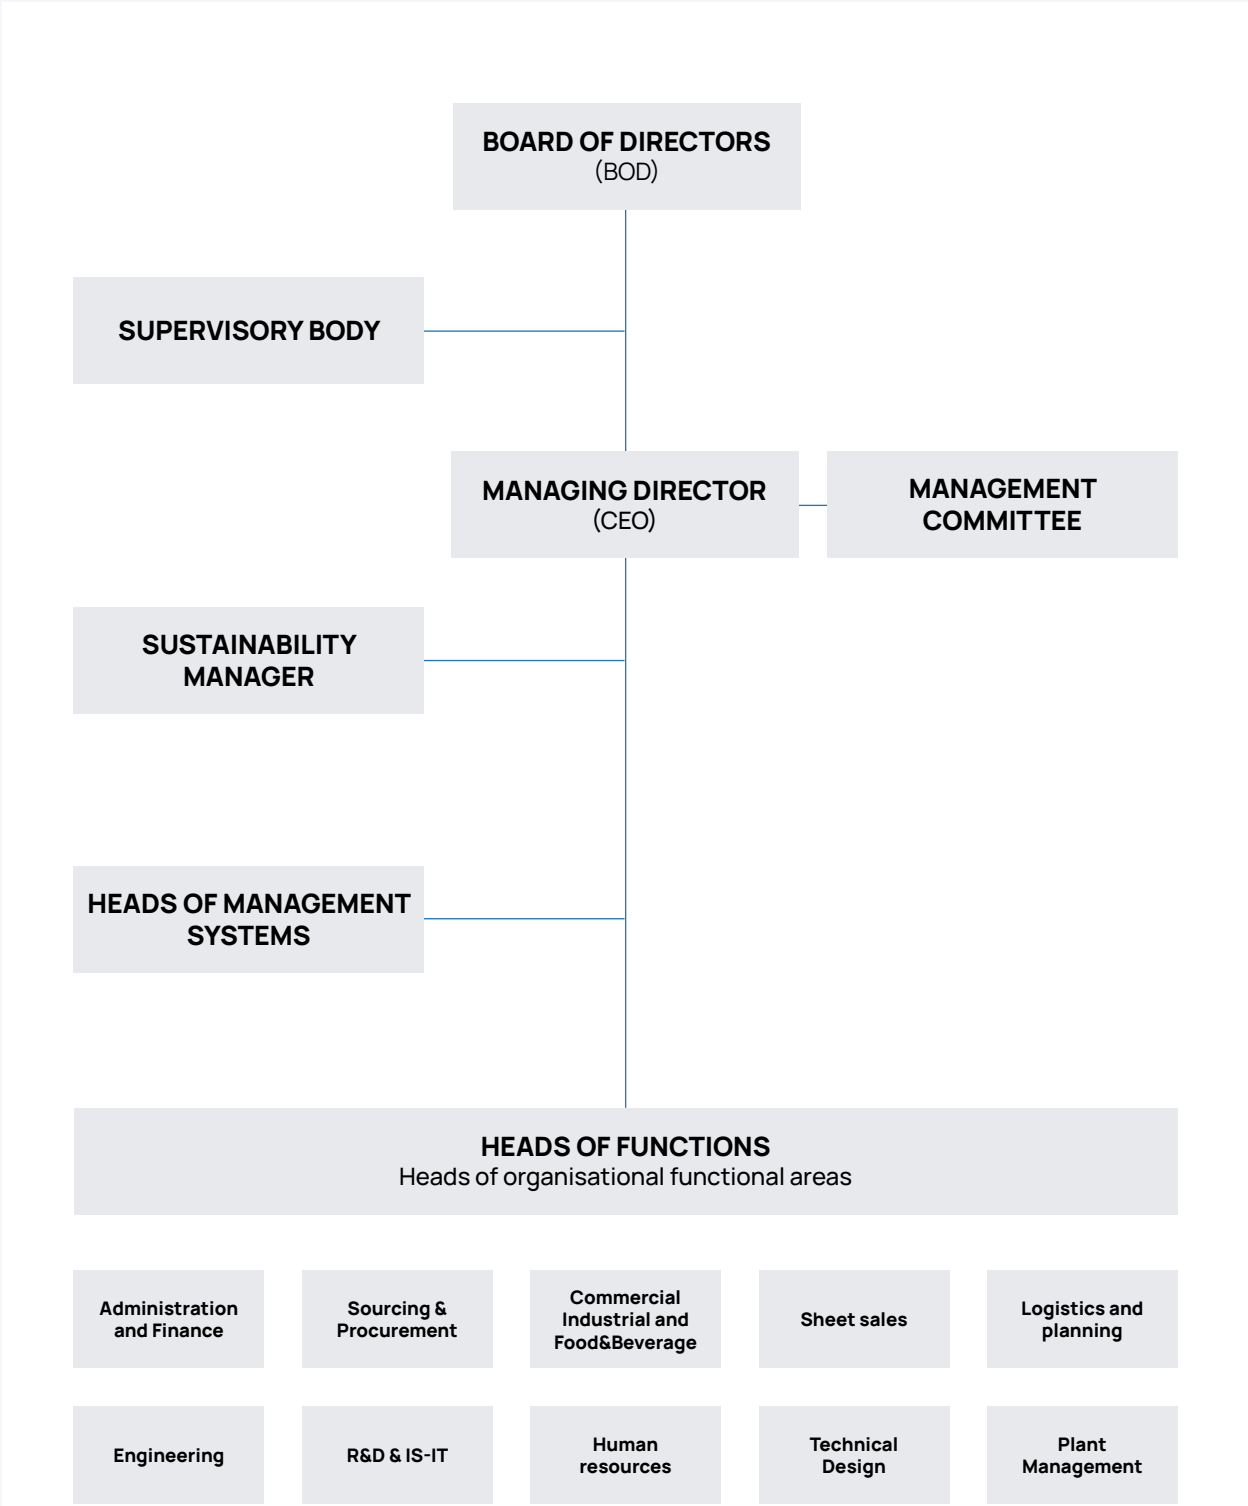 BOARD OF DIRECTORS
(BOD)
SUPERVISORY BODY
MANAGING DIRECTOR
(CEO)
MANAGEMENT
COMMITTEE
SUSTAINABILITY
MANAGER
HEADS OF MANAGEMENT
SYSTEMS
HEADS OF FUNCTIONS
Heads of organisational functional areas
Administration
and Finance
Sourcing &
Procurement
Commercial
Industrial and
Food&Beverage
Sheet sales
Logistics and
planning
Engineering
R&D & IS-IT
Human
resources
Technical
Design
Plant
Management